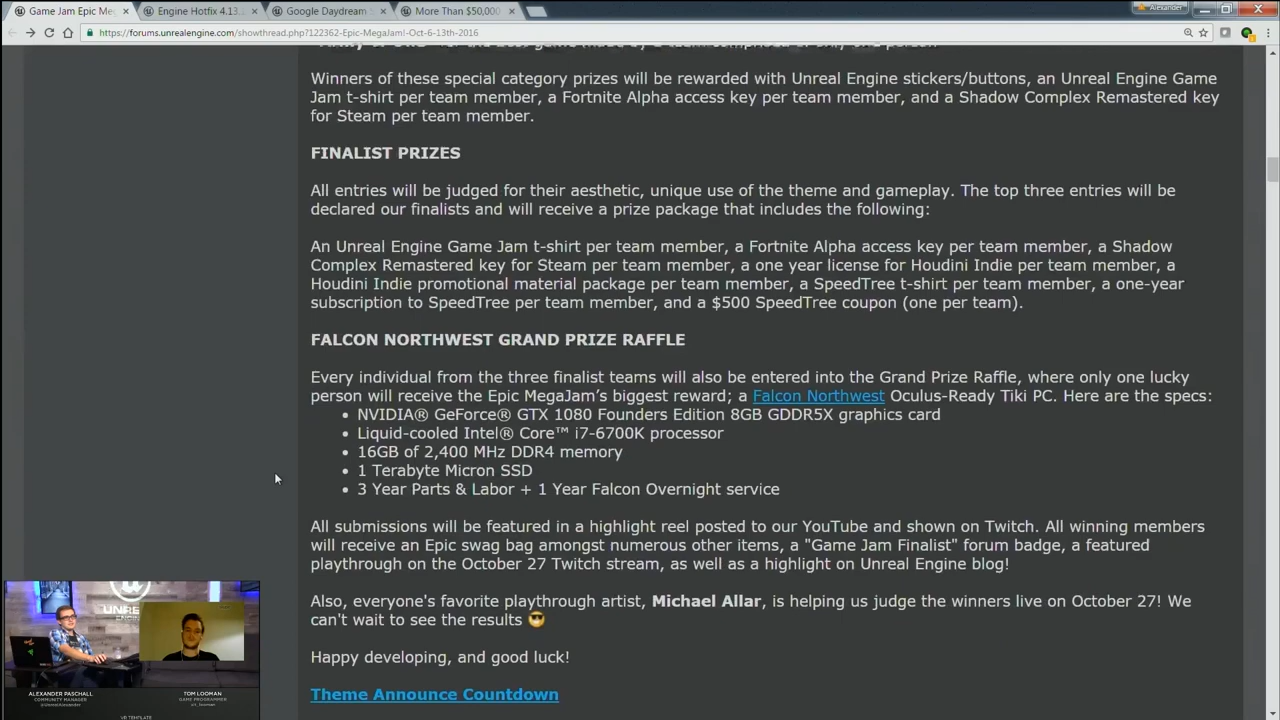 Game Jam Epic Me
Engine Hotfix 4.13
Google Daydream
More Than $50,000
Alexander
https://forums.unrealengine.com/showthread.php?122362-Epic-MegaJam!-Oct-6-13th-2016
Winners of these special category prizes will be rewarded with Unreal Engine stickers/buttons, an Unreal Engine Game
Jam t-shirt per team member, a Fortnite Alpha access key per team member, and a Shadow Complex Remastered key
for Steam per team member.
FINALIST PRIZES
All entries will be judged for their aesthetic, unique use of the theme and gameplay. The top three entries will be
declared our finalists and will receive a prize package that includes the following:
An Unreal Engine Game Jam t-shirt per team member, a Fortnite Alpha access key per team member, a Shadow
Complex Remastered key for Steam per team member, a one year license for Houdini Indie per team member, a
Houdini Indie promotional material package per team member, a SpeedTree t-shirt per team member, a one-year
subscription to SpeedTree per team member, and a $500 SpeedTree coupon (one per team).
FALCON NORTHWEST GRAND PRIZE RAFFLE
Every individual from the three finalist teams will also be entered into the Grand Prize Raffle, where only one lucky
person will receive the Epic MegaJam's biggest reward; a Falcon Northwest Oculus-Ready Tiki PC. Here are the specs:
• NVIDIA® GeForce® GTX 1080 Founders Edition 8GB GDDR5X graphics card
• Liquid-cooled Intel® Core™ i7-6700K processor
• 16GB of 2,400 MHz DDR4 memory
• 1 Terabyte Micron SSD
• 3 Year Parts & Labor + 1 Year Falcon Overnight service
All submissions will be featured in a highlight reel posted to our YouTube and shown on Twitch. All winning members
will receive an Epic swag bag amongst numerous other items, a "Game Jam Finalist" forum badge, a featured
playthrough on the October 27 Twitch stream, as well as a highlight on Unreal Engine blog!
Also, everyone's favorite playthrough artist, Michael Allar, is helping us judge the winners live on October 27! We
can't wait to see the results
Happy developing, and good luck!
Theme Announce Countdown
UNREAL
ENGINE
ALEXANDER PASCHALL
COMMUNITY MANAGER
@UnrealAlexander
TOM LOOMAN
GAME PROGRAMMER
@t_looman
VR TEMPLATE